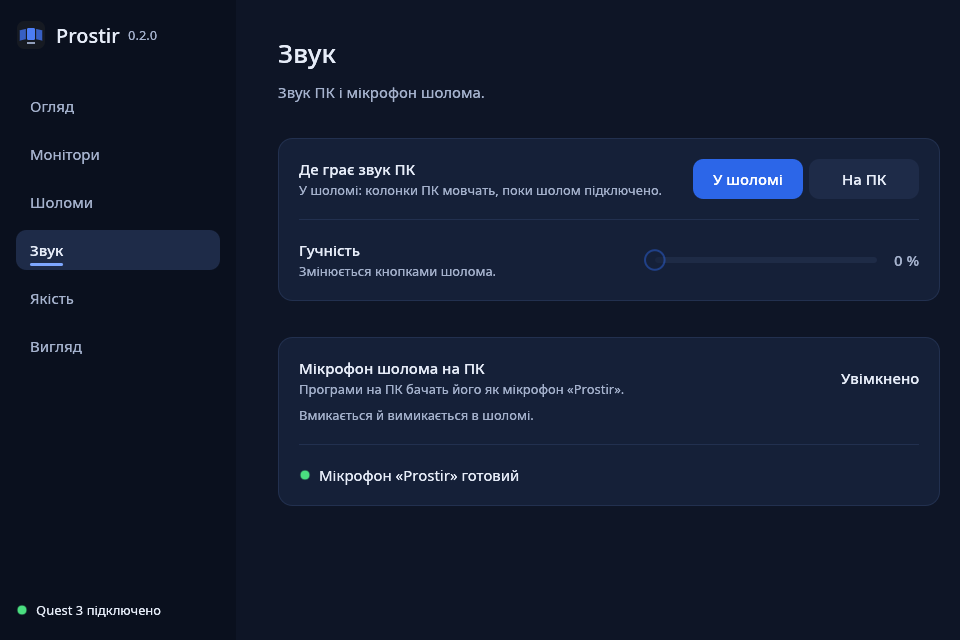 Prostir 0.2.0
Огляд
Монітори
Шоломи
Звук
Якість
Вигляд
Quest 3 підключено
Звук
Звук ПК і мікрофон шолома.
Де грає звук ПК
У шоломі: колонки ПК мовчать, поки шолом підключено.
У шоломі
На ПК
Гучність
Змінюється кнопками шолома.
0 %
Мікрофон шолома на ПК
Програми на ПК бачать його як мікрофон «Prostir».
Вмикається й вимикається в шоломі.
Увімкнено
Мікрофон «Prostir» готовий